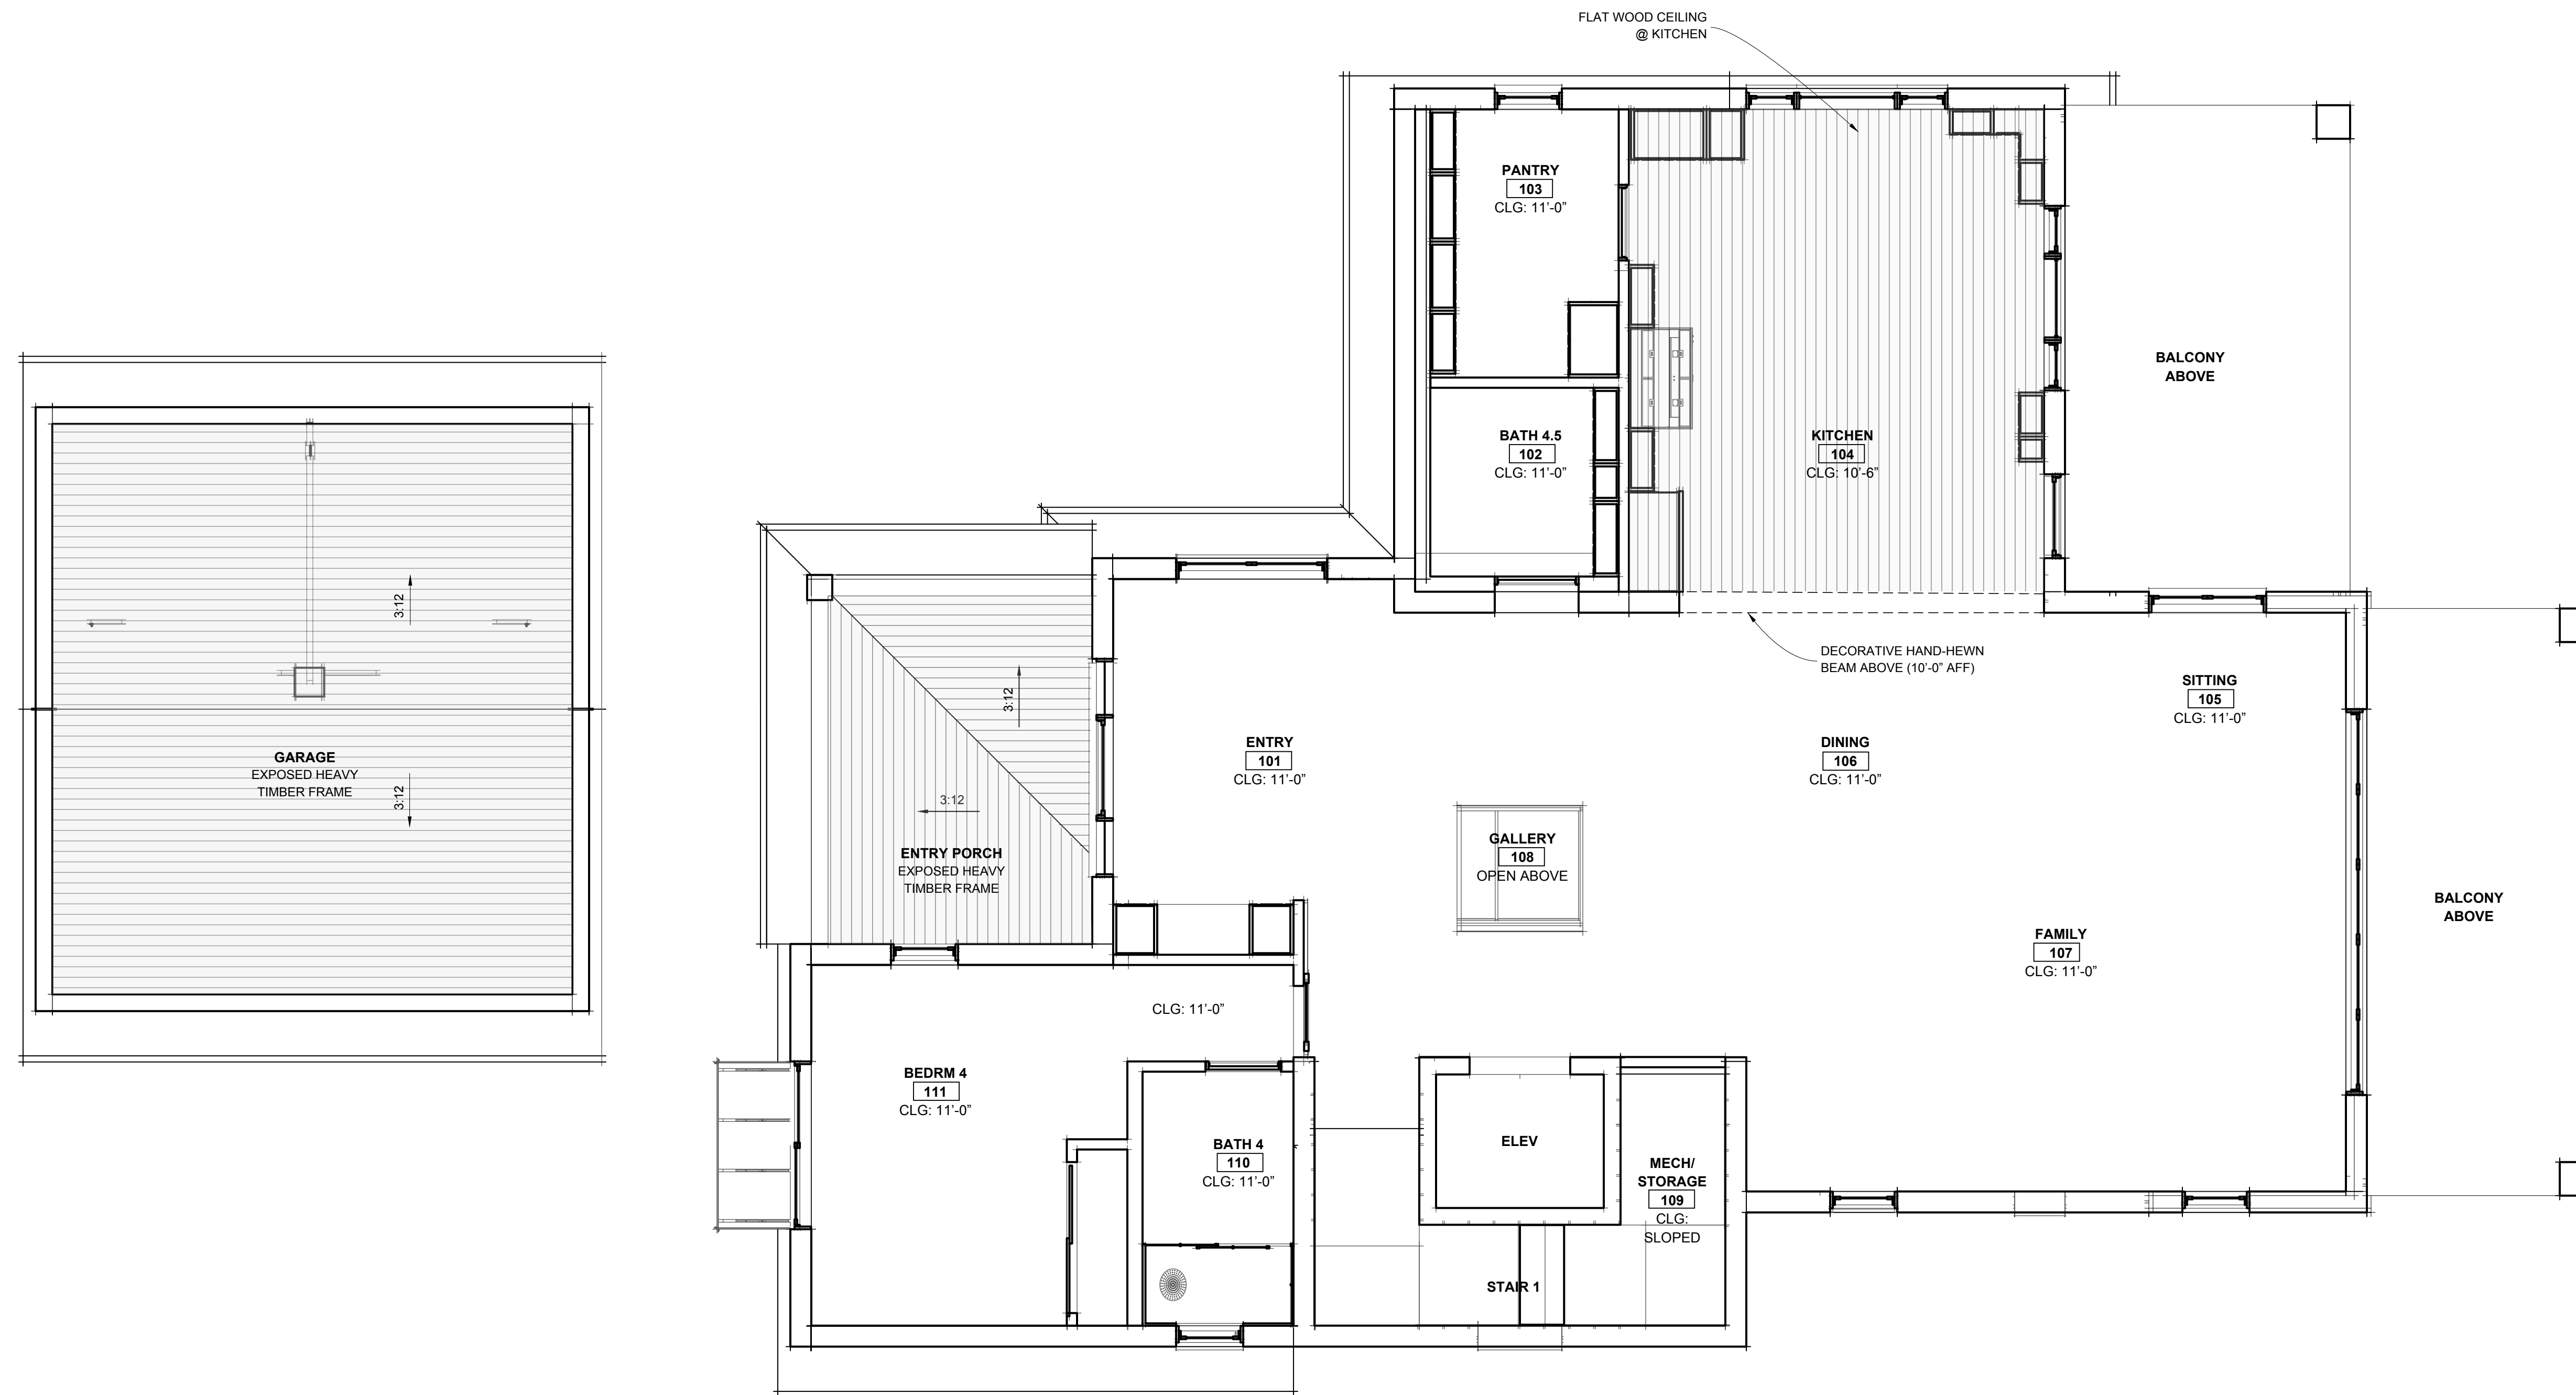 FLAT WOOD CEILING
@ KITCHEN
PANTRY
103
CLG: 11’-0”
BALCONY
ABOVE
BATH 4.5
102
CLG: 11’-0”
KITCHEN
104
CLG: 10’-6”
DECORATIVE HAND-HEWN
BEAM ABOVE (10’-0” AFF)
SITTING
105
CLG: 11’-0”
3:12
3:12
GARAGE
EXPOSED HEAVY
TIMBER FRAME
3:12
3:12
ENTRY PORCH
EXPOSED HEAVY
TIMBER FRAME
ENTRY
101
CLG: 11’-0”
DINING
106
CLG: 11’-0”
GALLERY
108
OPEN ABOVE
BALCONY
ABOVE
FAMILY
107
CLG: 11’-0”
CLG: 11’-0”
BEDRM 4
111
CLG: 11’-0”
BATH 4
110
CLG: 11’-0”
ELEV
MECH/
STORAGE
109
CLG:
SLOPED
STAIR 1